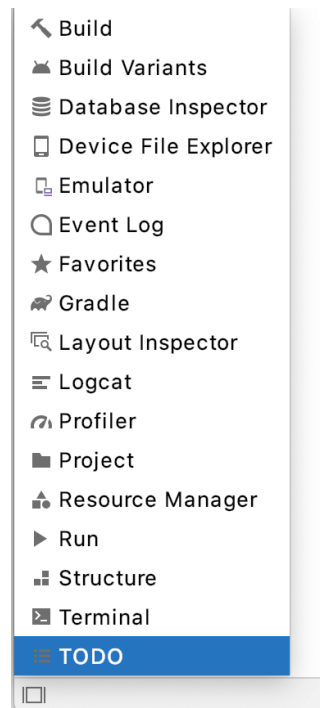 Build
Build Variants
Database Inspector
Device File Explorer
Emulator
Event Log
Favorites
Gradle
Layout Inspector
Logcat
Profiler
Project
Resource Manager
Run
Structure
Terminal
TODO